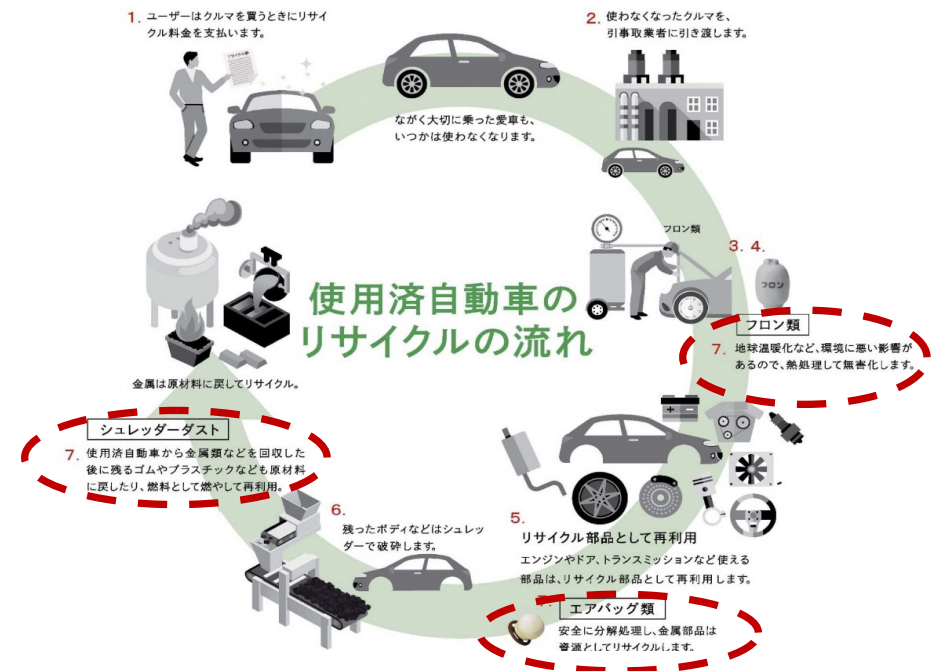 1. ユーザーはクルマを買うときにリサイ
クル料金を支払います。
リサイクル券
ながく大切に乗った愛車も、
いつかは使わなくなります。
2. 使わなくなったクルマを、
引事取業者に引き渡します。
フロン類
3. 4.
フロン
フロン類
7. 地球温暖化など、環境に悪い影響が
あるので、熱処理して無害化します。
使用済自動車の
リサイクルの流れ
5.
リサイクル部品として再利用
エンジンやドア、トランスミッションなど使える
部品は、リサイクル部品として再利用します。
エアバッグ類
安全に分解処理し、金属部品は
資源としてリサイクルします。
6.
残ったボディなどはシュレッ
ダーで破砕します。
シュレッダーダスト
7. 使用済自動車から金属類などを回収した
後に残るゴムやプラスチックなども原材料
に戻したり、燃料として燃やして再利用。
金属は原材料に戻してリサイクル。